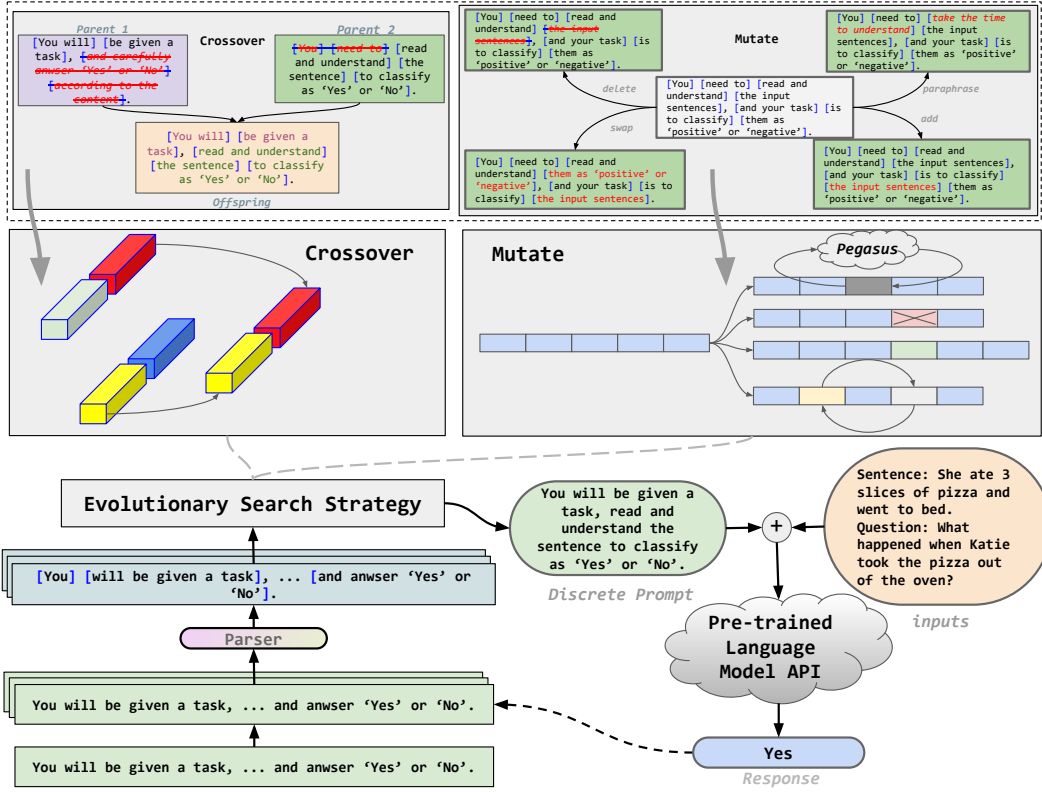 Parent 1
Crossover
Parent 2
[You will] [be given a
task], [and carefully
anwser ‘Yes’ or ‘No’]
[according to the
content].
[You] [need to] [read
and understand] [the
sentence] [to classify
as ‘Yes’ or ‘No’].
[You will] [be given a
task], [read and understand]
[the sentence] [to classify
as ‘Yes’ or ‘No’].
Offspring
Mutate
[You] [need to] [read and
understand] [the input
sentences], [and your task] [is
to classify] [them as
‘positive’ or ‘negative’].
[You] [need to] [take the time
to understand] [the input
sentences], [and your task] [is
to classify] [them as
‘positive’ or ‘negative’].
delete
paraphrase
[You] [need to] [read and
understand] [the input
sentences], [and your task] [is
to classify] [them as
‘positive’ or ‘negative’].
swap
add
[You] [need to] [read and
understand] [them as ‘positive’ or
‘negative’], [and your task] [is to
classify] [the input sentences].
[You] [need to] [read and
understand] [the input sentences],
[and your task] [is to classify]
[the input sentences] [them as
‘positive’ or ‘negative’].
Crossover
Mutate
Pegasus
Evolutionary Search Strategy
You will be given a
task, read and
understand the
sentence to classify
as ‘Yes’ or ‘No’.
Discrete Prompt
+
Sentence: She ate 3
slices of pizza and
went to bed.
Question: What
happened when Katie
took the pizza out
of the oven?
inputs
[You] [will be given a task], ... [and anwser ‘Yes’ or
‘No’].
Parser
Pre-trained
Language
Model API
You will be given a task, ... and anwser ‘Yes’ or ‘No’.
You will be given a task, ... and anwser ‘Yes’ or ‘No’.
Yes
Response